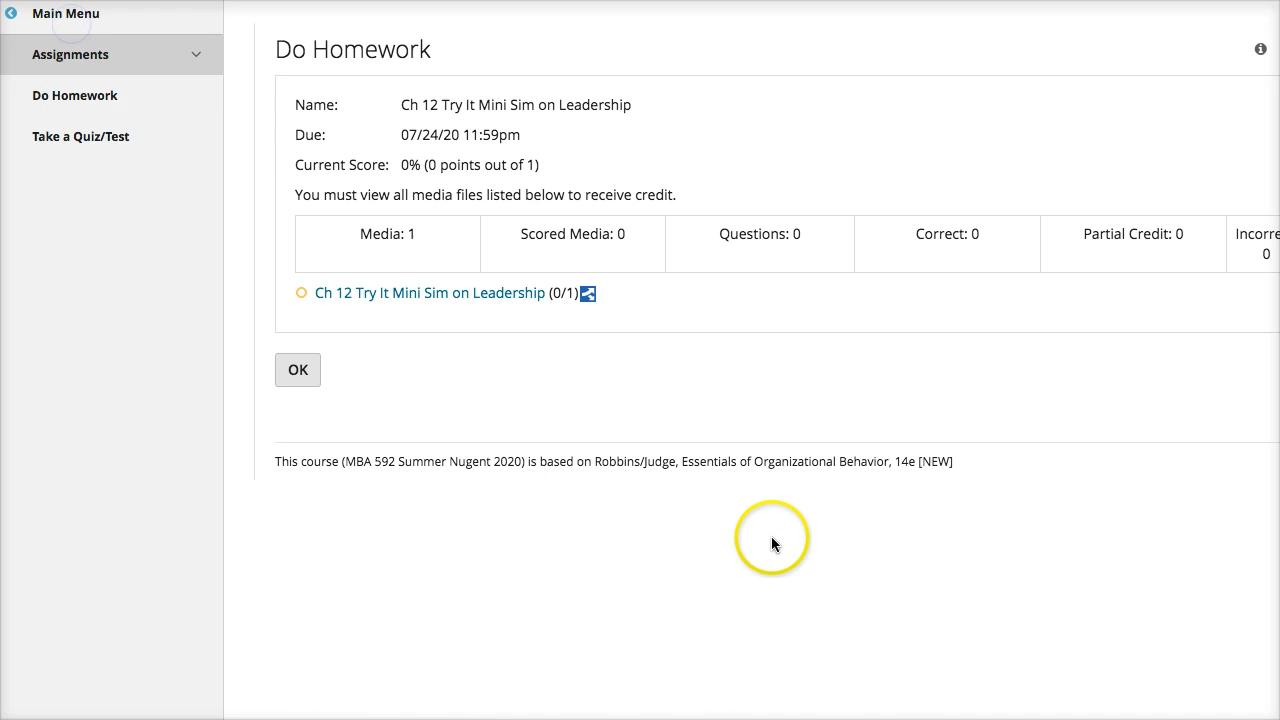 Main Menu
Assignments
Do Homework
Take a Quiz/Test
Do Homework
Name: Ch 12 Try It Mini Sim on Leadership
Due: 07/24/20 11:59pm
Current Score: 0% (0 points out of 1)
You must view all media files listed below to receive credit.
Media: 1 Scored Media: 0 Questions: 0 Correct: 0 Partial Credit: 0 Incorre
0
Ch 12 Try It Mini Sim on Leadership (0/1)
OK
This course (MBA 592 Summer Nugent 2020) is based on Robbins/Judge, Essentials of Organizational Behavior, 14e [NEW]